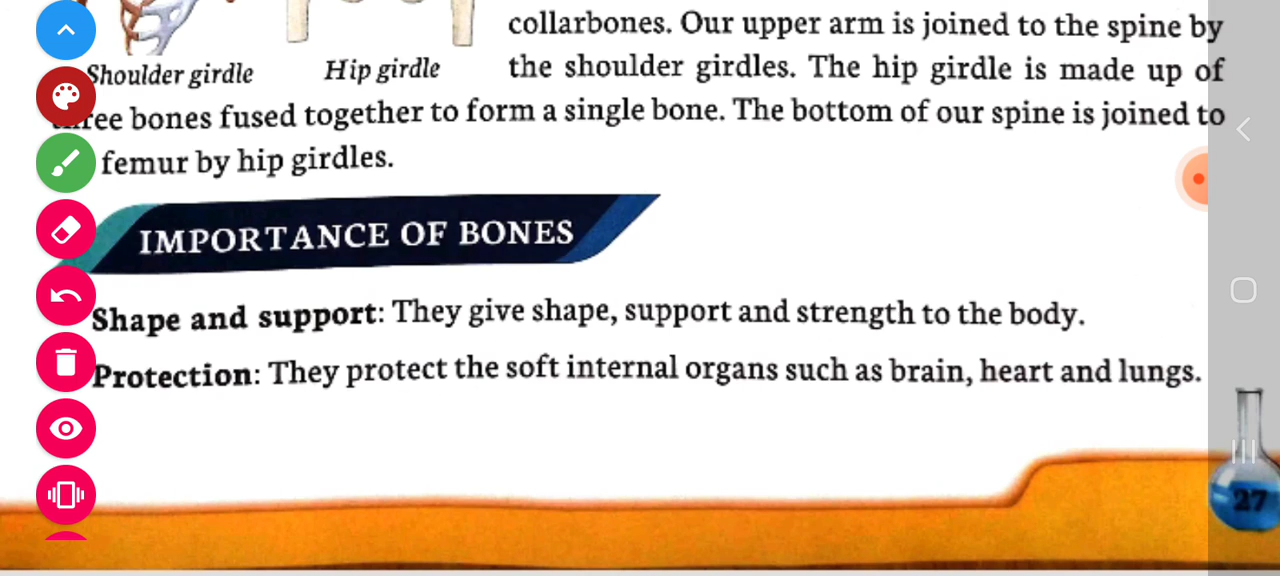 collarbones. Our upper arm is joined to the spine by
Shoulder girdle Hip girdle the shoulder girdles. The hip girdle is made up of
bones fused together to form a single bone. The bottom of our spine is joined to
femur by hip girdles.
IMPORTANCE OF BONES
Shape and support: They give shape, support and strength to the body.
Protection: They protect the soft internal organs such as brain, heart and lungs.
27